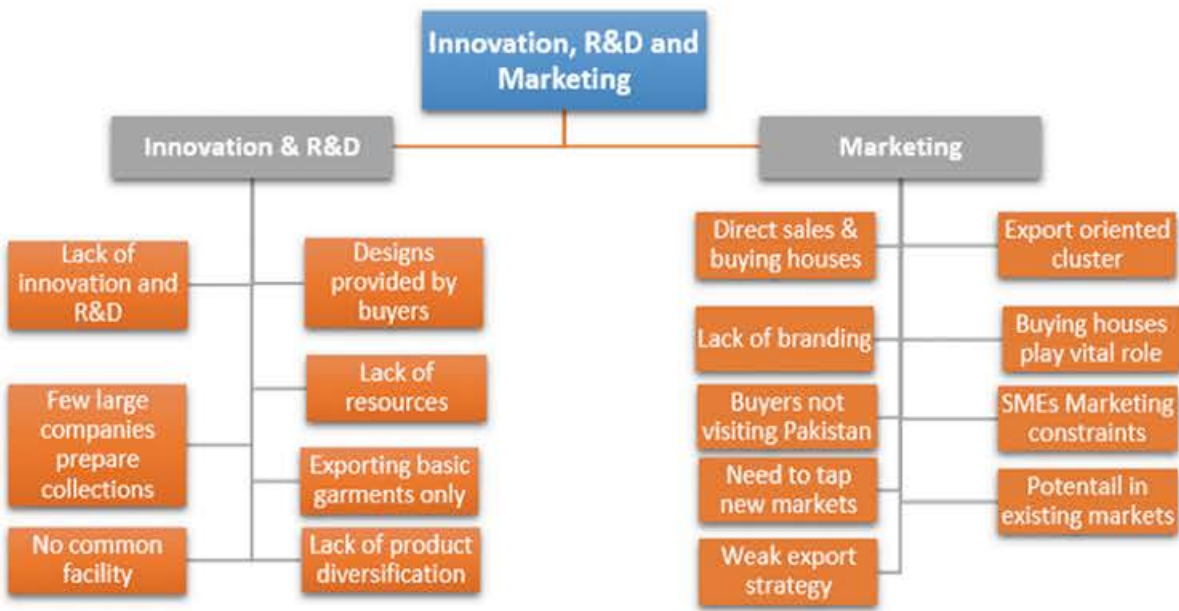 Innovation, R&D and
Marketing
Innovation & R&D
Marketing
Lack of
innovation and
R&D
Designs
provided by
buyers
Few large
companies
prepare
collections
Lack of
resources
Exporting basic
garments only
No common
facility
Lack of product
diversification
Direct sales &
buying houses
Export oriented
cluster
Lack of branding
Buying houses
play vital role
Buyers not
visiting Pakistan
SMEs Marketing
constraints
Need to tap
new markets
Potentail in
existing markets
Weak export
strategy